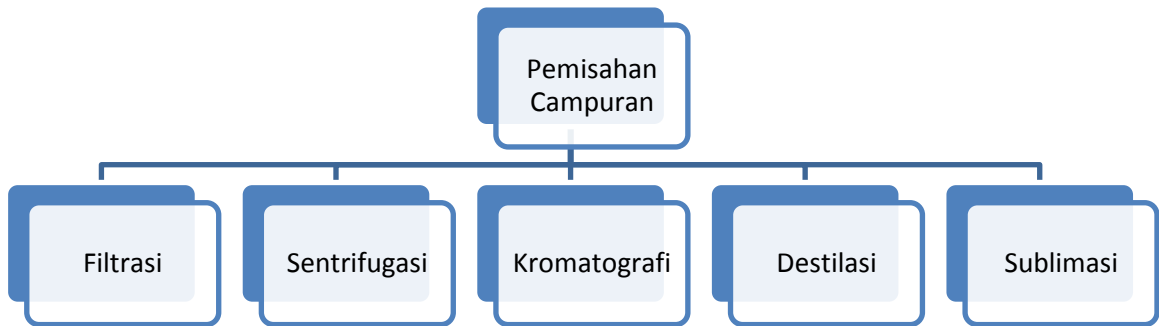 Pemisahan
Campuran
Filtrasi
Sentrifugasi
Kromatografi
Destilasi
Sublimasi